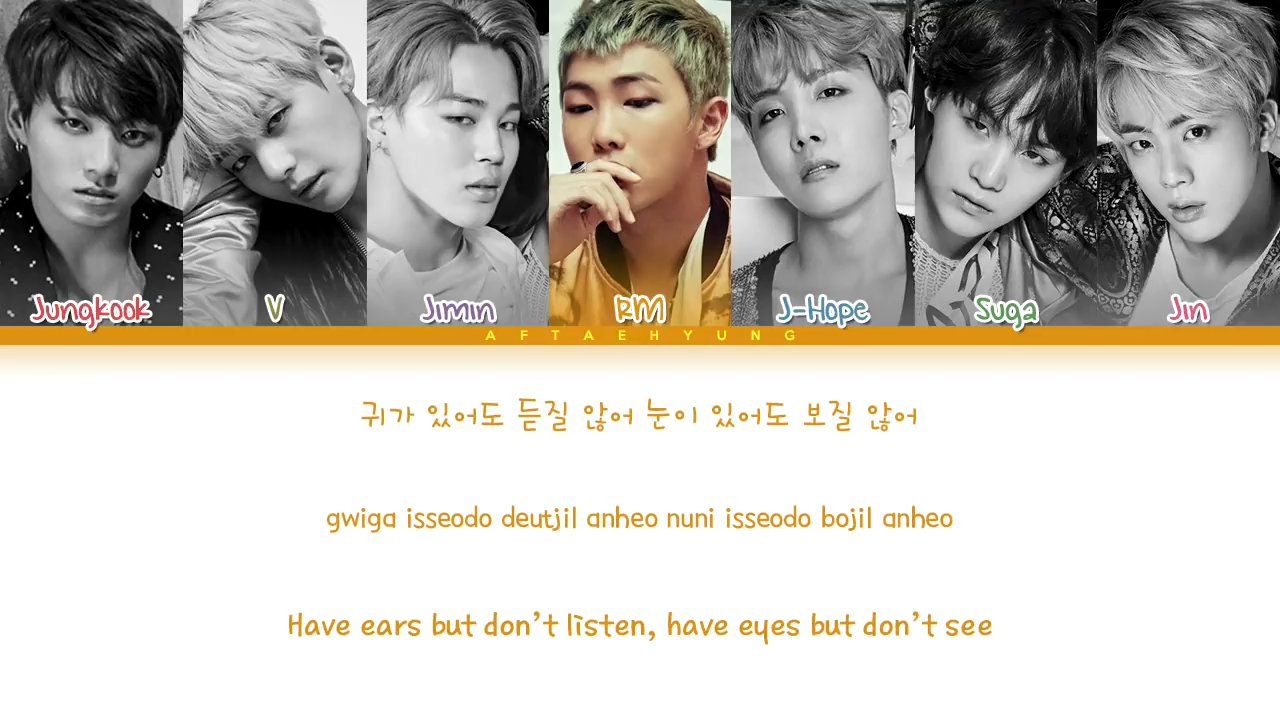 Jungkook V Jimin RM J-Hope Suga Jin
AFTAEHYUNG
귀가 있어도 듣질 않어 눈이 있어도 보질 않어
gwiga isseodo deutjil anheo nuni isseodo bojil anheo
Have ears but don’t listen, have eyes but don’t see